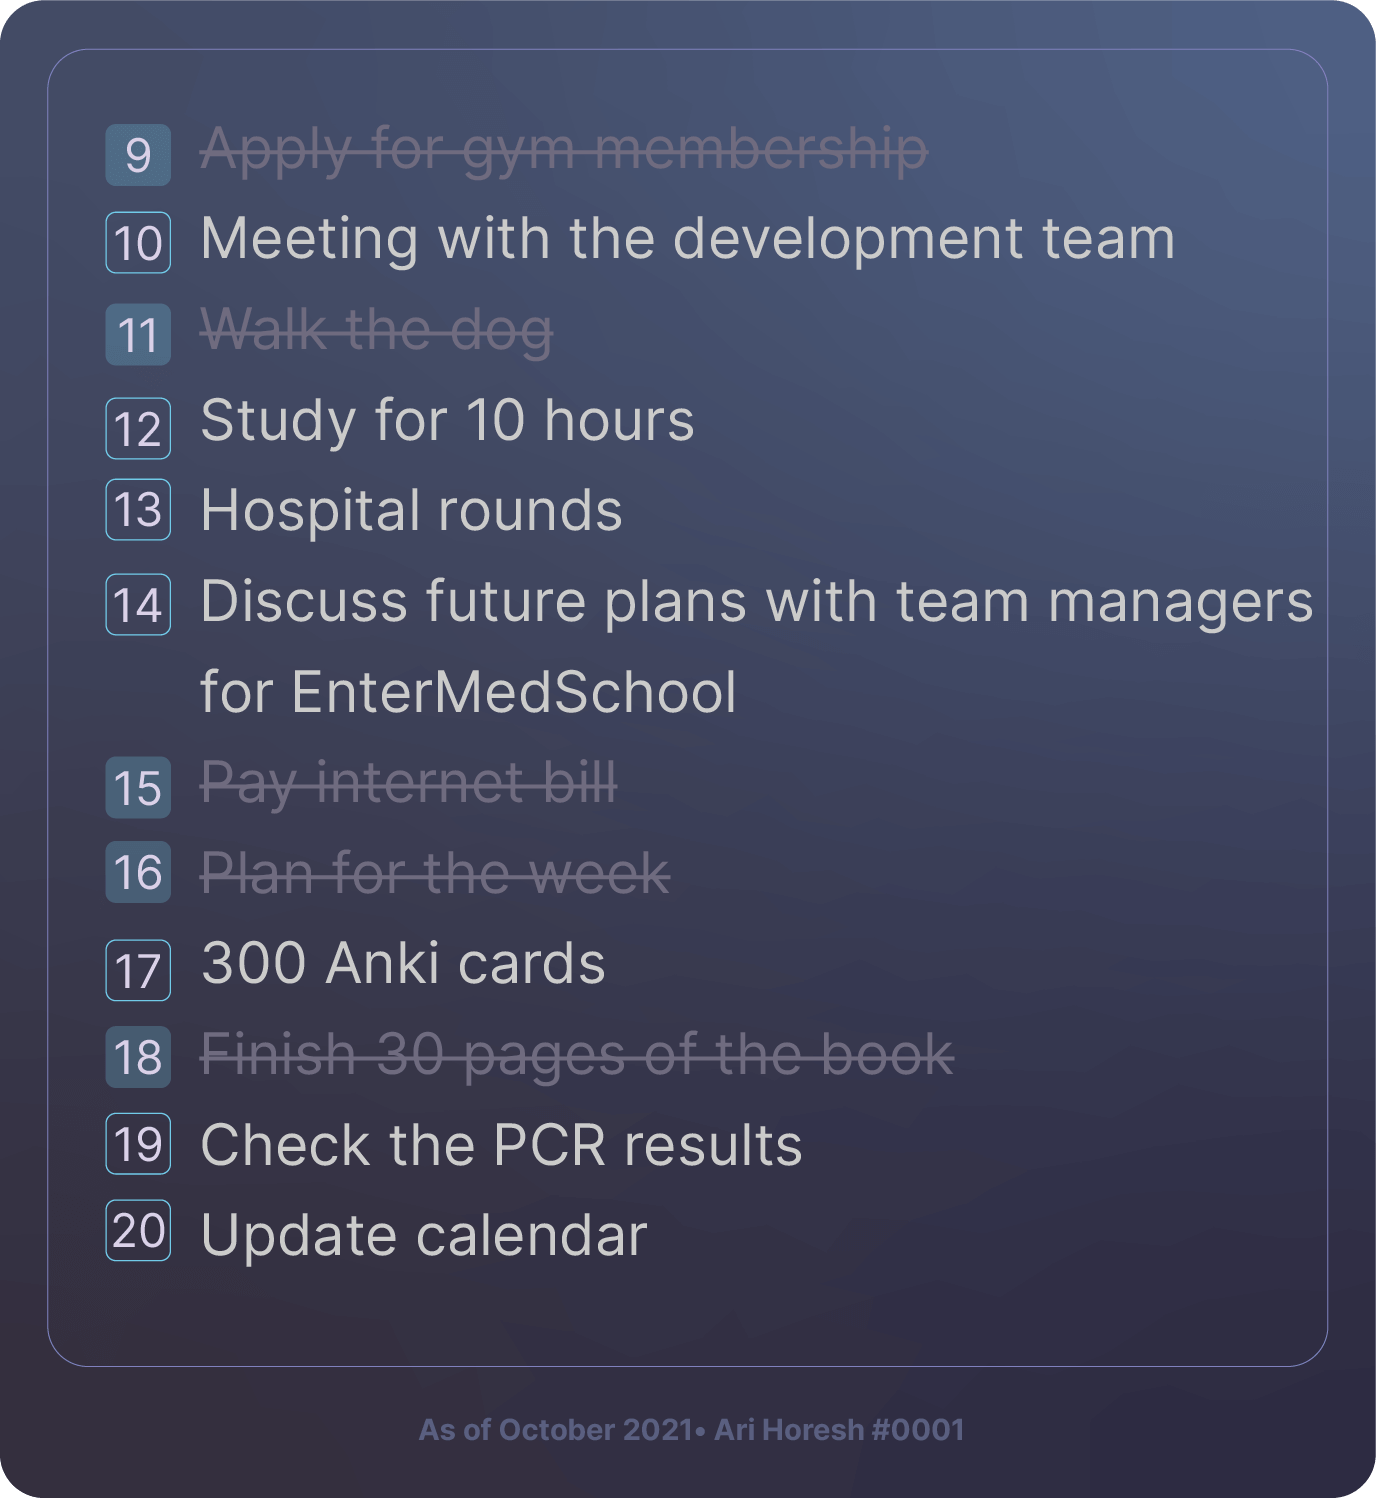 9 Apply for gym membership
10 Meeting with the development team
11 Walk the dog
12 Study for 10 hours
13 Hospital rounds
14 Discuss future plans with team managers
for EnterMedSchool
15 Pay internet bill
16 Plan for the week
17 300 Anki cards
18 Finish 30 pages of the book
19 Check the PCR results
20 Update calendar
As of October 2021• Ari Horesh #0001